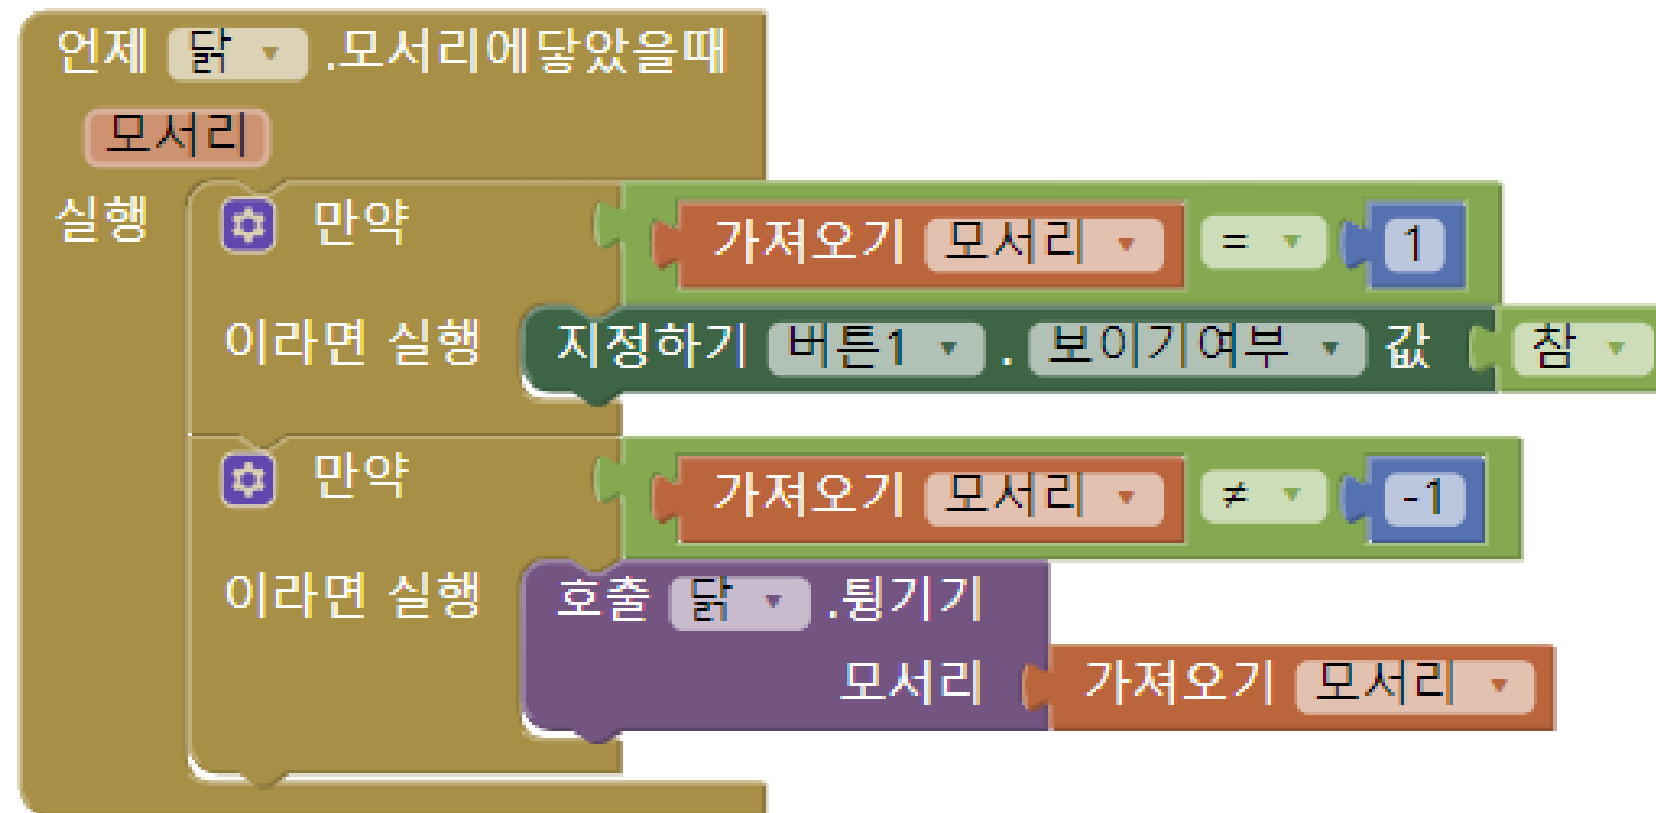 언제 닭 .모서리에닿았을때
모서리
실행 만약 가져오기 모서리 = 1
이라면 실행 지정하기 버튼1 . 보이기여부 값 참
만약 가져오기 모서리 ≠ -1
이라면 실행 호출 닭 .튕기기
모서리 가져오기 모서리